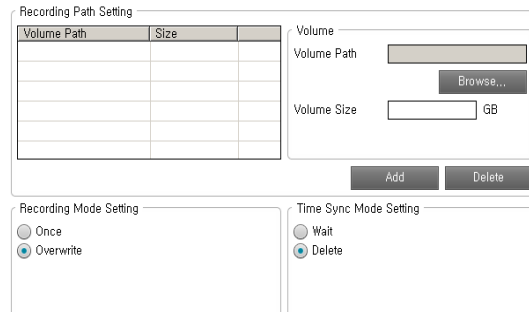 Recording Path Setting
Volume Path Size
Volume
Volume Path
Browse...
Volume Size GB
Add Delete
Recording Mode Setting
Once
Overwrite
Time Sync Mode Setting
Wait
Delete